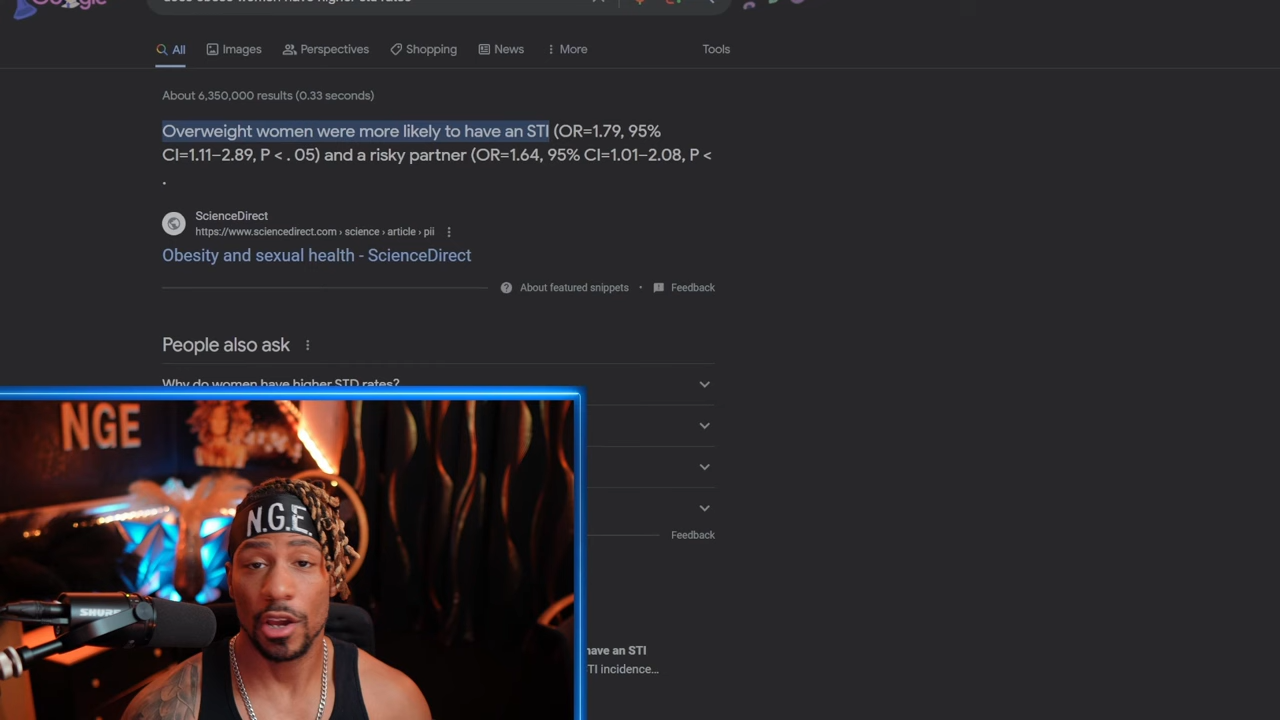 All Images Perspectives Shopping News More Tools
About 6,350,000 results (0.33 seconds)
Overweight women were more likely to have an STI (OR=1.79, 95%
CI=1.11–2.89, P < . 05) and a risky partner (OR=1.64, 95% CI=1.01–2.08, P <
.
ScienceDirect
https://www.sciencedirect.com › science › article › pii
Obesity and sexual health - ScienceDirect
About featured snippets • Feedback
People also ask
Why do women have higher STD rates?
Feedback
have an STI
TI incidence...
NGE
N.G.E.
SHURE